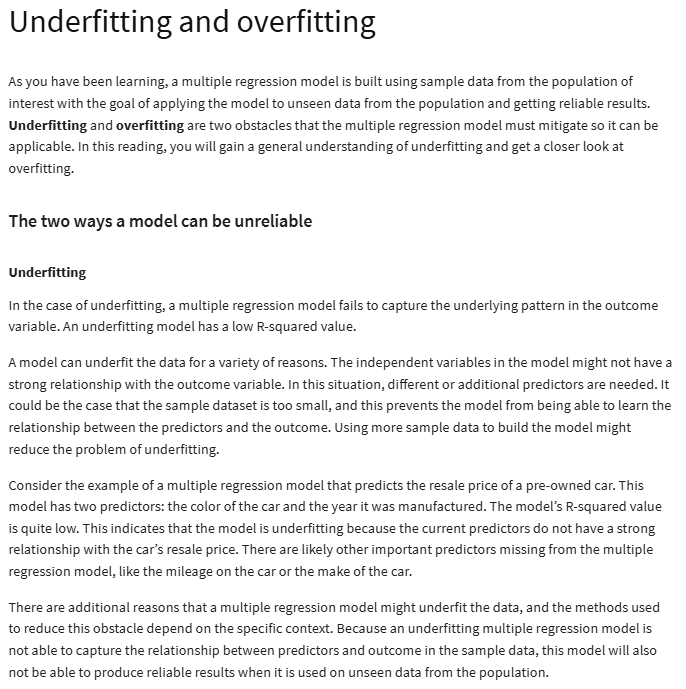 Underfitting and overfitting
As you have been learning, a multiple regression model is built using sample data from the population of
interest with the goal of applying the model to unseen data from the population and getting reliable results.
Underfitting and overfitting are two obstacles that the multiple regression model must mitigate so it can be
applicable. In this reading, you will gain a general understanding of underfitting and get a closer look at
overfitting.
The two ways a model can be unreliable
Underfitting
In the case of underfitting, a multiple regression model fails to capture the underlying pattern in the outcome
variable. An underfitting model has a low R-squared value.
A model can underfit the data for a variety of reasons. The independent variables in the model might not have a
strong relationship with the outcome variable. In this situation, different or additional predictors are needed. It
could be the case that the sample dataset is too small, and this prevents the model from being able to learn the
relationship between the predictors and the outcome. Using more sample data to build the model might
reduce the problem of underfitting.
Consider the example of a multiple regression model that predicts the resale price of a pre-owned car. This
model has two predictors: the color of the car and the year it was manufactured. The model’s R-squared value
is quite low. This indicates that the model is underfitting because the current predictors do not have a strong
relationship with the car’s resale price. There are likely other important predictors missing from the multiple
regression model, like the mileage on the car or the make of the car.
There are additional reasons that a multiple regression model might underfit the data, and the methods used
to reduce this obstacle depend on the specific context. Because an underfitting multiple regression model is
not able to capture the relationship between predictors and outcome in the sample data, this model will also
not be able to produce reliable results when it is used on unseen data from the population.